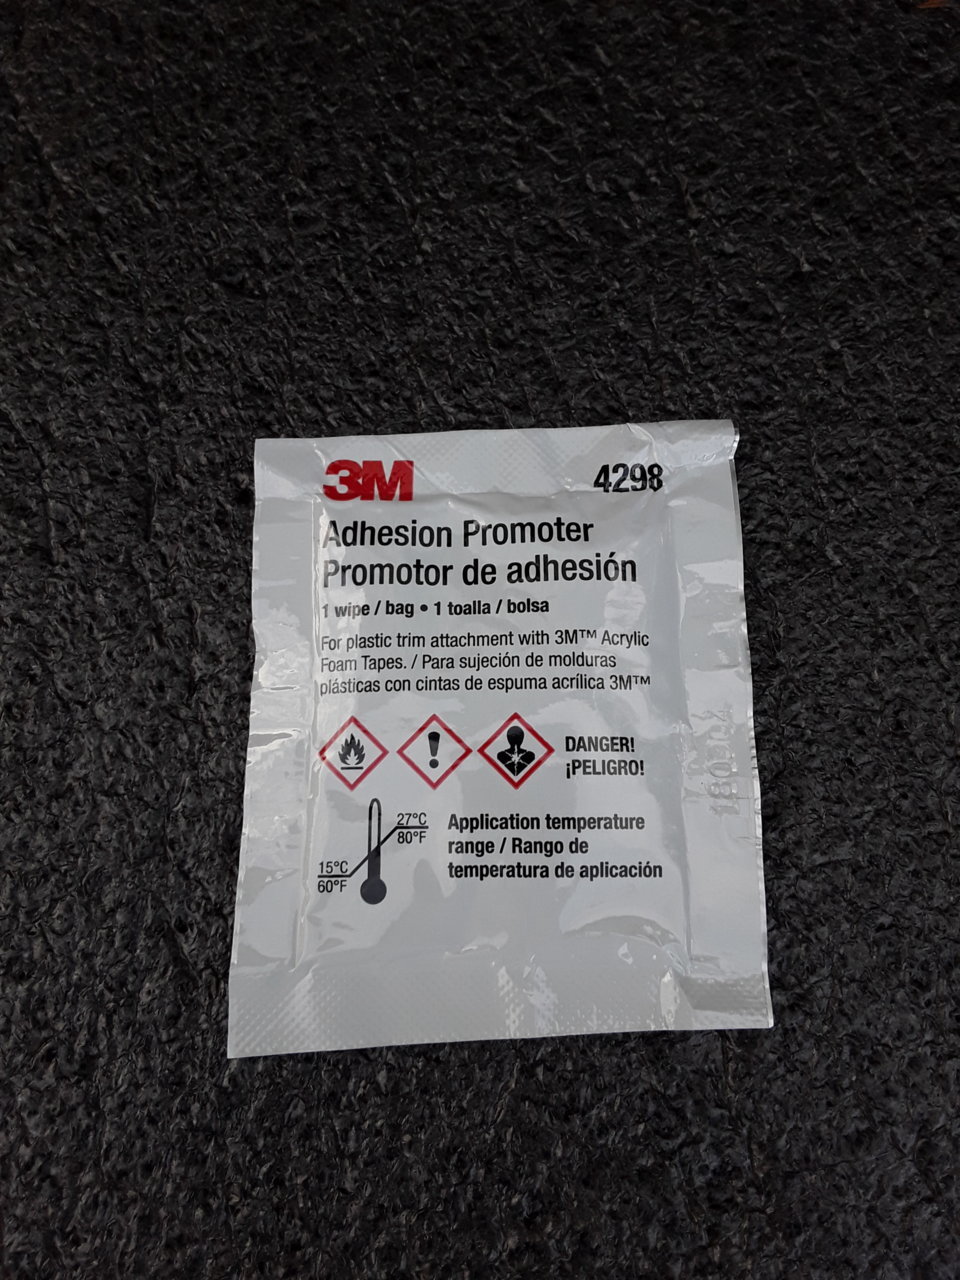 3M
4298
Adhesion Promoter
Promotor de adhesión
1 wipe / bag • 1 toalla / bolsa
For plastic trim attachment with 3M™ Acrylic
Foam Tapes. / Para sujeción de molduras
plásticas con cintas de espuma acrílica 3M™
DANGER!
¡PELIGRO!
27°C
80°F
15°C
60°F
Application temperature
range / Rango de
temperatura de aplicación